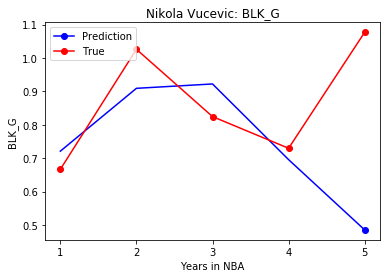 Nikola Vucevic: BLK_G
Prediction
True
1.1
1.0
0.9
0.8
0.7
0.6
0.5
BLK_G
1 2 3 4 5
Years in NBA